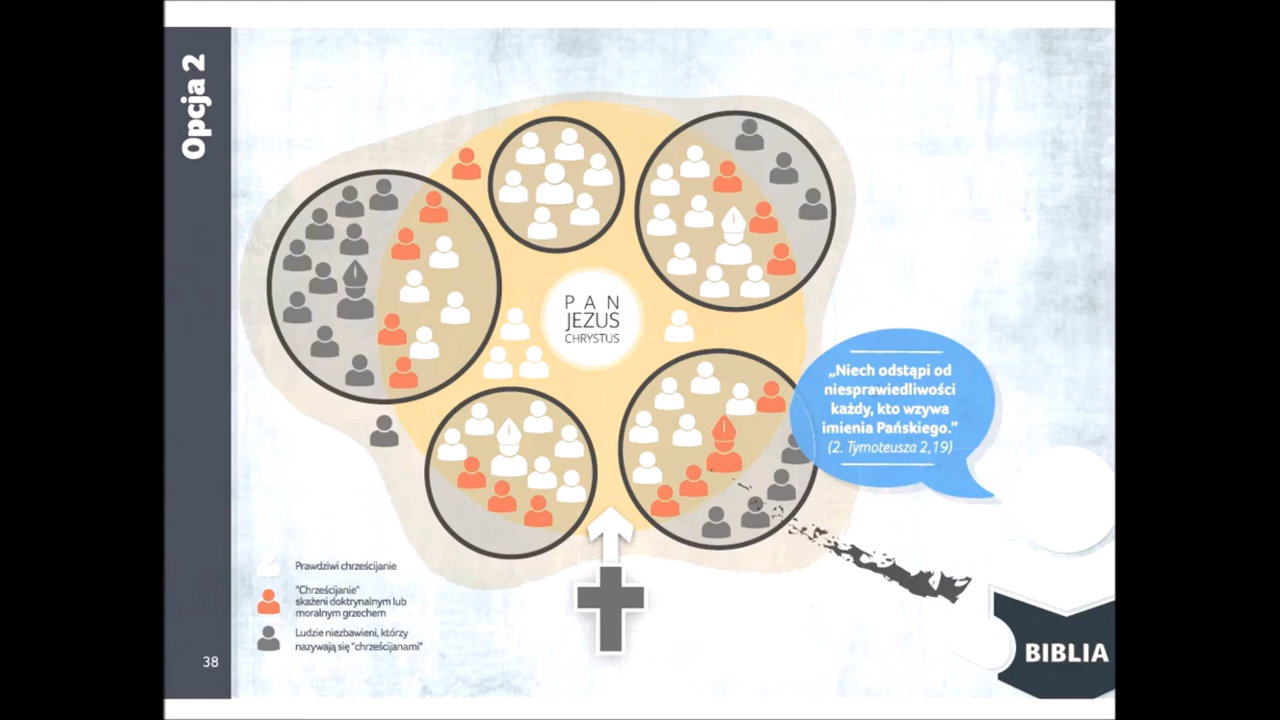 Opcja 2
PAN
JEZUS
CHRYSTUS
„Niech odstąpi od
niesprawiedliwości
każdy, kto wzywa
imienia Pańskiego.”
(2. Tymoteusza 2,19)
Prawdziwi chrześcijanie
"Chrześcijanie"
skażeni doktrynalnym lub
moralnym grzechem
Ludzie niezbawieni, którzy
nazywają się "chrześcijanami"
38
BIBLIA